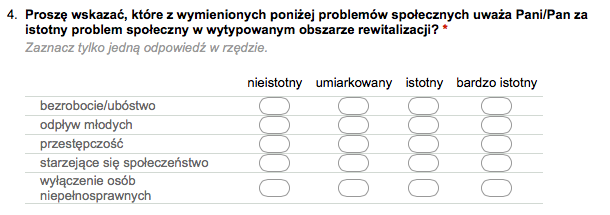 4. Proszę wskazać, które z wymienionych poniżej problemów społecznych uważa Pani/Pan za
istotny problem społeczny w wytypowanym obszarze rewitalizacji? *
Zaznacz tylko jedną odpowiedź w rzędzie.
nieistotny umiarkowany istotny bardzo istotny
bezrobocie/ubóstwo
odpływ młodych
przestępczość
starzejące się społeczeństwo
wyłączenie osób
niepełnosprawnych